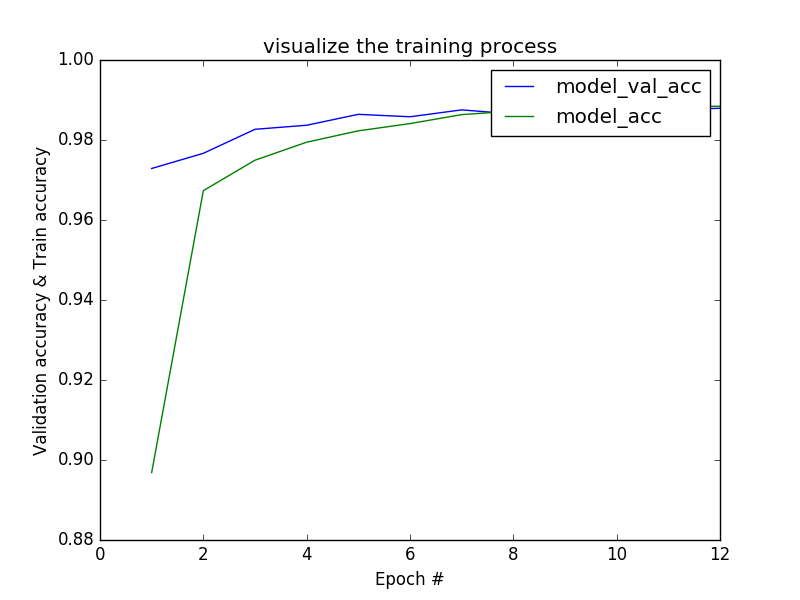 visualize the training process
model_val_acc
model_acc
Validation accuracy & Train accuracy
1.00
0.98
0.96
0.94
0.92
0.90
0.88
0
2
4
6
8
10
12
Epoch #